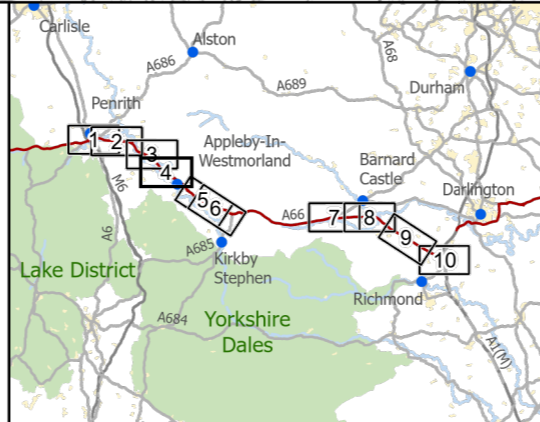 Carlisle
Alston
A686
A68
A689
Durham
Penrith
1
2
3
4
5
6
Appleby-In-
Westmorland
Barnard
Castle
Darlington
M6
A66
7
8
9
10
A6
A685
Kirkby
Stephen
Lake District
Richmond
A684
Yorkshire
Dales
A1(M)